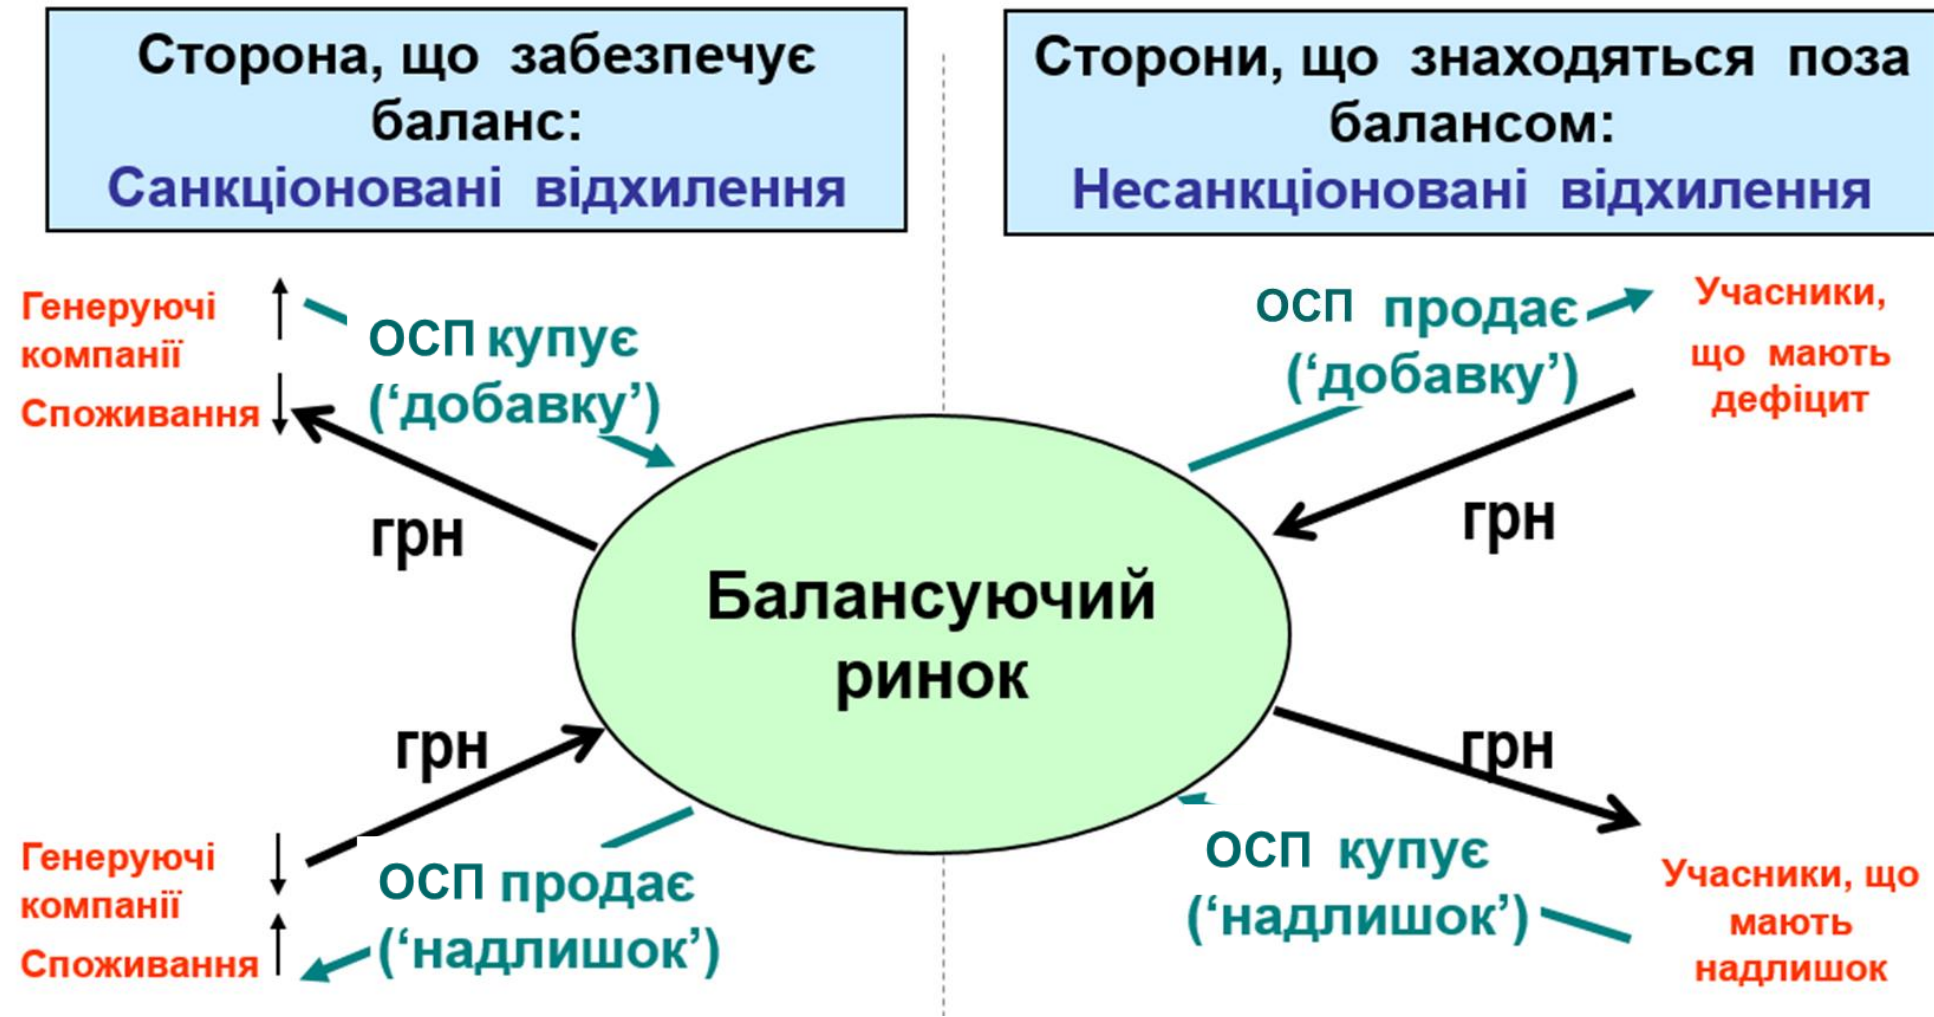 Сторона, що забезпечує
баланс:
Санкціоновані відхилення
Сторони, що знаходяться поза
балансом:
Несанкціоновані відхилення
Генеруючі
компанії
Споживання
ОСП купує
(‘добавку’)
грн
ОСП продає
(‘добавку’)
Учасники,
що мають
дефіцит
грн
Балансуючий
ринок
грн
Генеруючі
компанії
Споживання
ОСП продає
(‘надлишок’)
грн
ОСП купує
(‘надлишок’)
Учасники, що
мають
надлишок